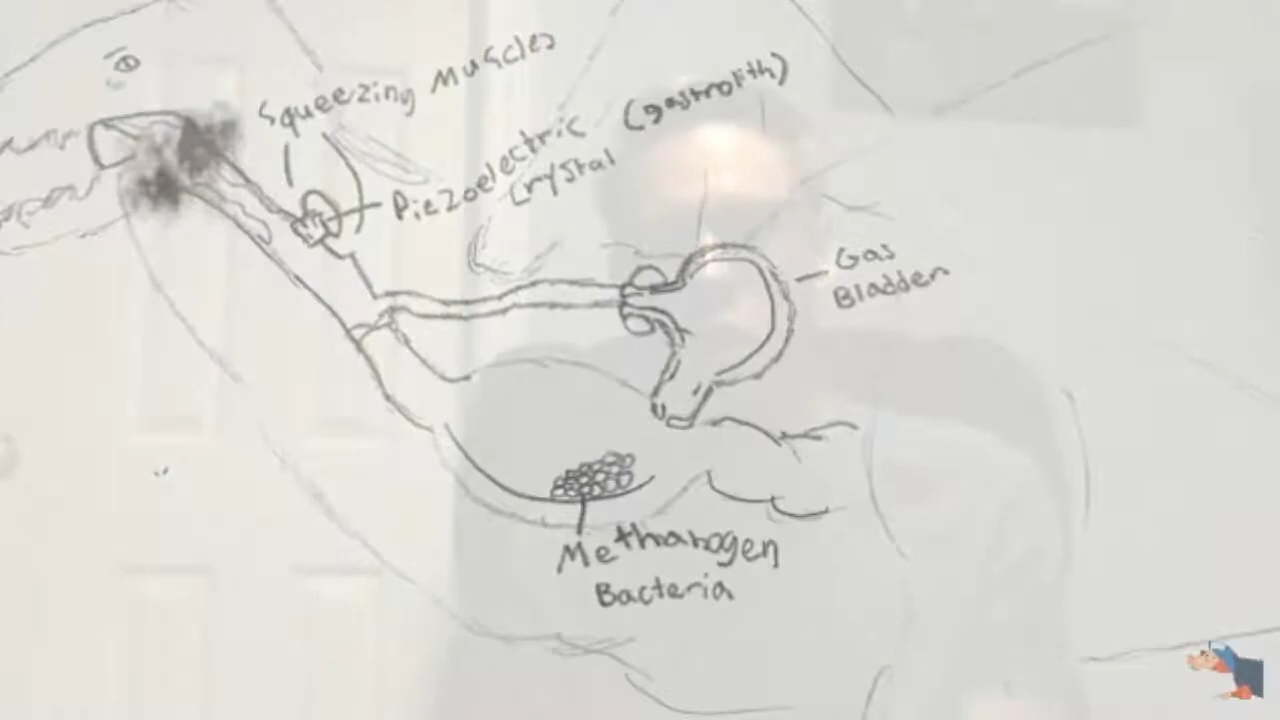 Squeezing Muscles
Piezoelectric (gastrolith)
Crystal
Gas
Bladder
Methanogen
Bacteria